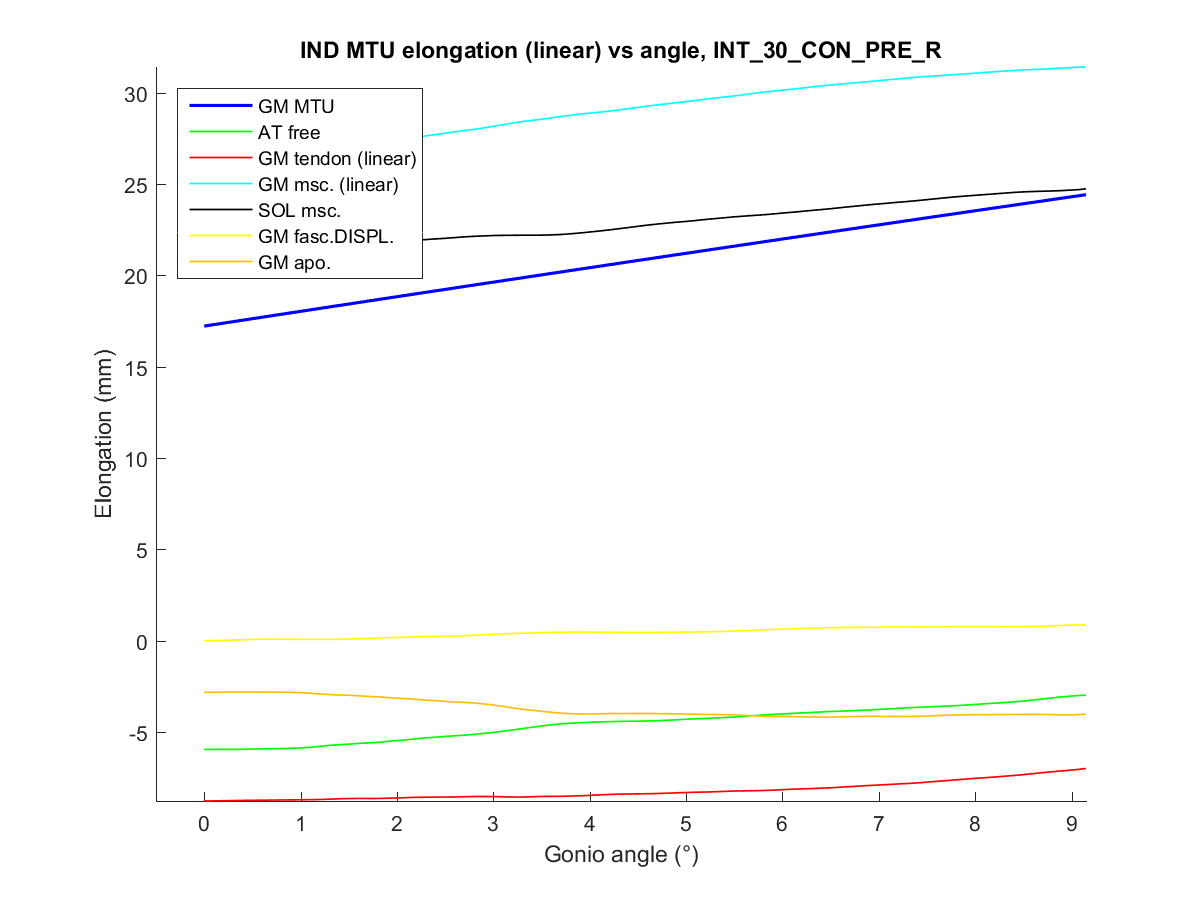 IND MTU elongation (linear) vs angle, INT_30_CON_PRE_R
GM MTU
AT free
GM tendon (linear)
GM msc. (linear)
SOL msc.
GM fasc.DISPL.
GM apo.
30
25
20
15
10
5
0
-5
Elongation (mm)
0 1 2 3 4 5 6 7 8 9
Gonio angle (°)